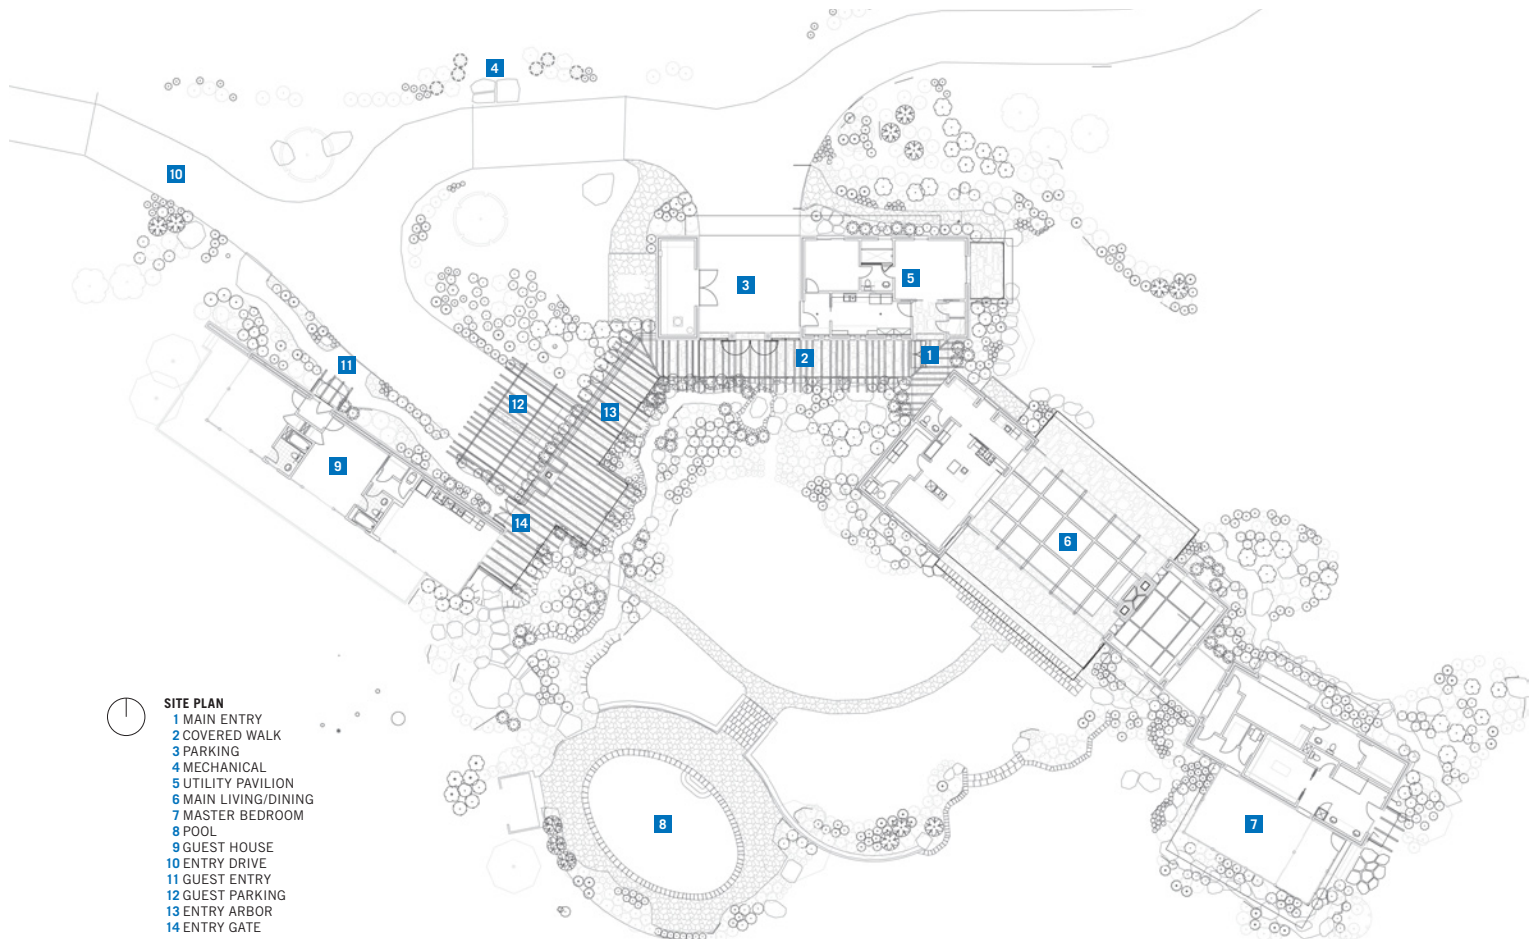 4
10
3
5
2
1
11
12
13
9
14
6
8
7
SITE PLAN
1 MAIN ENTRY
2 COVERED WALK
3 PARKING
4 MECHANICAL
5 UTILITY PAVILION
6 MAIN LIVING/DINING
7 MASTER BEDROOM
8 POOL
9 GUEST HOUSE
10 ENTRY DRIVE
11 GUEST ENTRY
12 GUEST PARKING
13 ENTRY ARBOR
14 ENTRY GATE